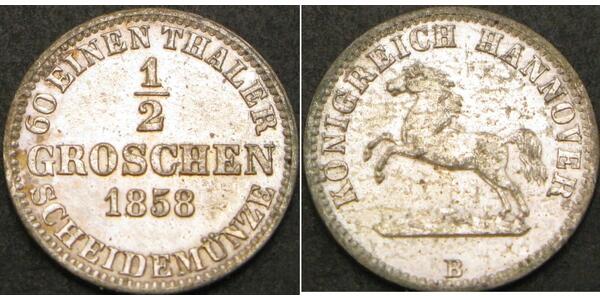 60 EINEN THALER
1/2
GROSCHEN
1858
SCHEIDEMÜNZE
KÖNIGREICH HANNOVER
B